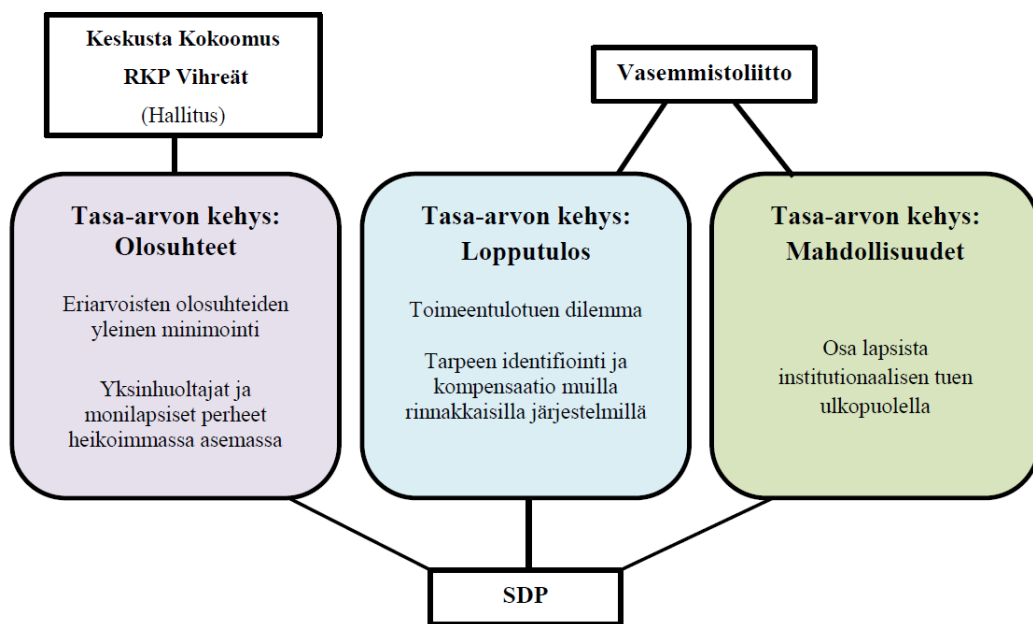 Keskusta Kokoomus
RKP Vihreät
(Hallitus)
Vasemmistoliitto
Tasa-arvon kehys:
Olosuhteet
Eriarvoisten olosuhteiden
yleinen minimointi
Yksinhuoltajat ja
monilapsiset perheet
heikoimmassa asemassa
Tasa-arvon kehys:
Lopputulos
Toimeentulotuen dilemma
Tarpeen identifiointi ja
kompensaatio muilla
rinnakkaisilla järjestelmillä
Tasa-arvon kehys:
Mahdollisuudet
Osa lapsista
institutionaalisen tuen
ulkopuolella
SDP